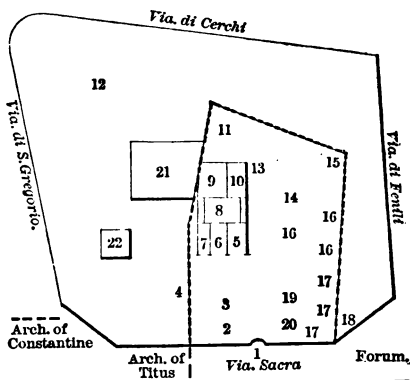 Via. di Cerchi
12
11
Via. di S. Gregorio.
Via. di Fenili
21
9
10
13
15
8
14
16
16
16
22
7
6
5
4
17
3
19
17
2
20
17
18
Arch. of
Constantine
Arch. of
Titus
1
Via. Sacra
Forum.